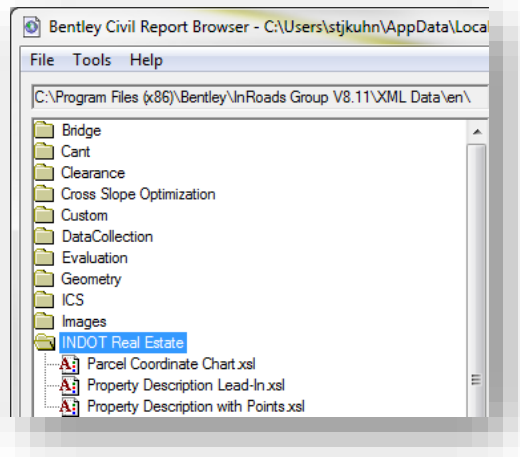 Bentley Civil Report Browser - C:\Users\stjkuhn\AppData\Local
File Tools Help
C:\Program Files (x86)\Bentley\InRoads Group V8.11\XML Data\en\
Bridge
Cant
Clearance
Cross Slope Optimization
Custom
DataCollection
Evaluation
Geometry
ICS
Images
INDOT Real Estate
Parcel Coordinate Chart.xsl
Property Description Lead-In.xsl
Property Description with Points.xsl